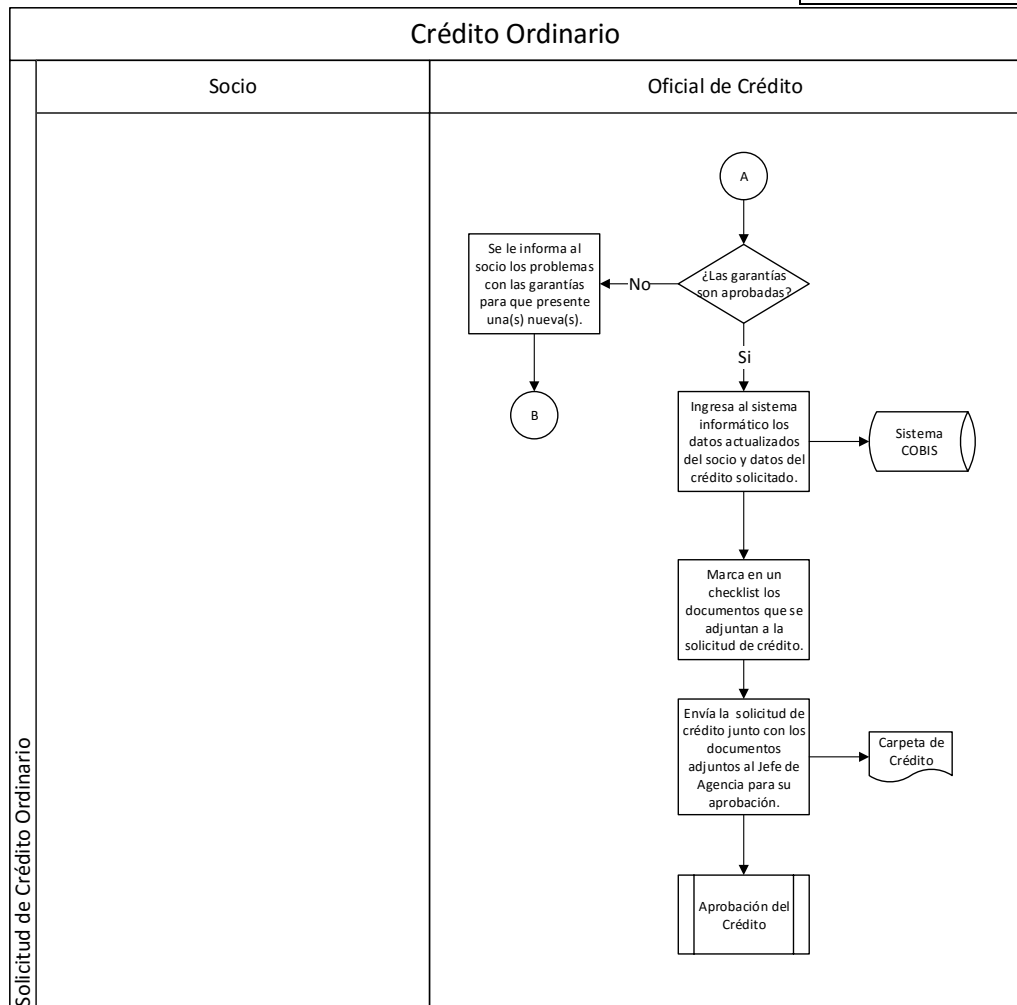 Crédito Ordinario
Socio
Oficial de Crédito
A
¿Las garantías
son aprobadas?
No
Se le informa al
socio los problemas
con las garantías
para que presente
una(s) nueva(s).
B
Si
Ingresa al sistema
informático los
datos actualizados
del socio y datos del
crédito solicitado.
Sistema
COBIS
Marca en un
checklist los
documentos que se
adjuntan a la
solicitud de crédito.
Envía la solicitud de
crédito junto con los
documentos
adjuntos al Jefe de
Agencia para su
aprobación.
Carpeta de
Crédito
Aprobación del
Crédito
Solicitud de Crédito Ordinario